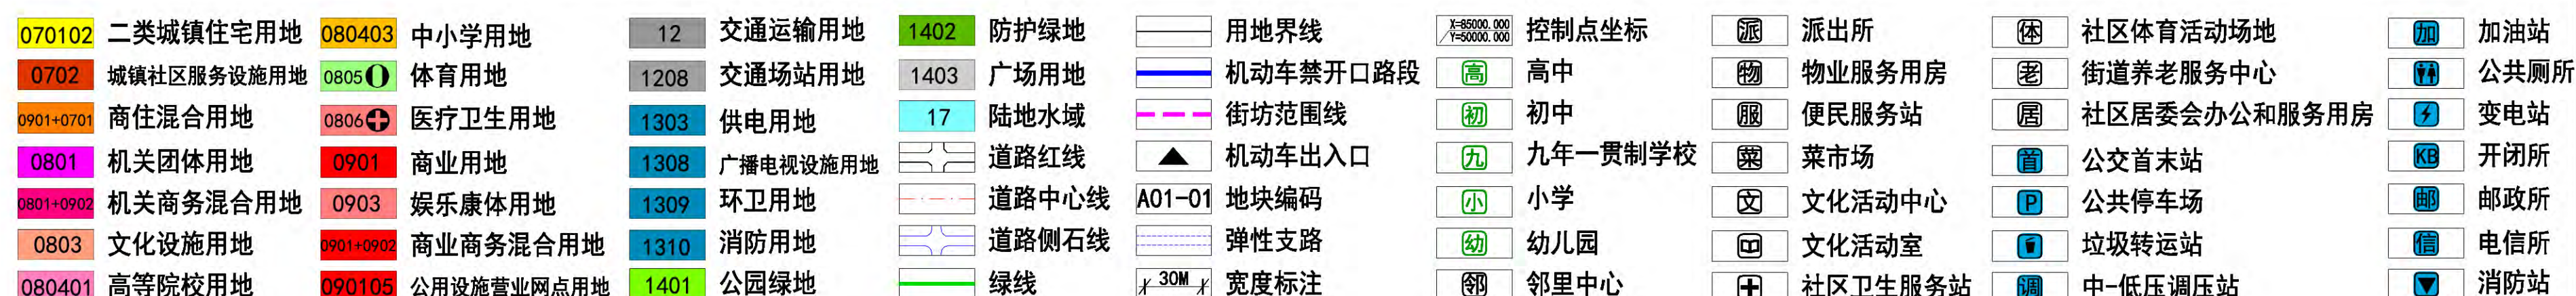 070102 二类城镇住宅用地 080403 中小学用地 12 交通运输用地 1402 防护绿地 用地界线 X=85000.000 Y=50000.000 控制点坐标 派 派出所 体 社区体育活动场地 加 加油站
0702 城镇社区服务设施用地 0805 体育用地 1208 交通场站用地 1403 广场用地 机动车禁开口路段 高 高中 物 物业服务用房 老 街道养老服务中心 公共厕所
0901+0701 商住混合用地 0806 医疗卫生用地 1303 供电用地 17 陆地水域 街坊范围线 初 初中 服 便民服务站 居 社区居委会办公和服务用房 变电站
0801 机关团体用地 0901 商业用地 1308 广播电视设施用地 道路红线 机动车出入口 九 九年一贯制学校 菜 菜市场 首 公交首末站 KB 开闭所
0801+0902 机关商务混合用地 0903 娱乐康体用地 1309 环卫用地 道路中心线 A01-01 地块编码 小 小学 文 文化活动中心 P 公共停车场 邮 邮政所
0803 文化设施用地 0901+0902 商业商务混合用地 1310 消防用地 道路侧石线 弹性支路 幼 幼儿园 文化活动室 垃圾转运站 信 电信所
080401 高等院校用地 090105 公用设施营业网点用地 1401 公园绿地 绿线 30M 宽度标注 邻 邻里中心 社区卫生服务站 调 中-低压调压站 消防站